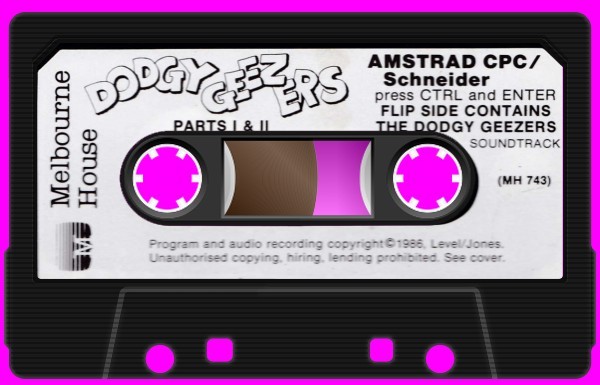 Melbourne
House
DODGY GEEZERS
PARTS I & II
AMSTRAD CPC/
Schneider
press CTRL and ENTER
FLIP SIDE CONTAINS
THE DODGY GEEZERS
SOUNDTRACK
(MH 743)
Program and audio recording copyright©1986, Level/Jones.
Unauthorised copying, hiring, lending prohibited. See cover.